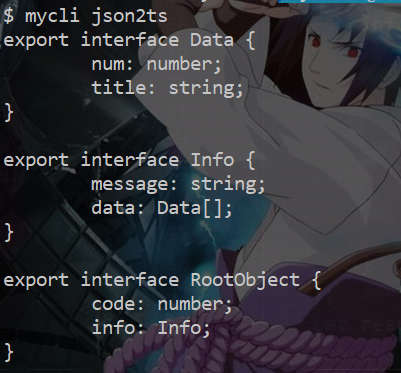 $ mycli json2ts
export interface Data {
        num: number;
        title: string;
}

export interface Info {
        message: string;
        data: Data[];
}

export interface RootObject {
        code: number;
        info: Info;
}